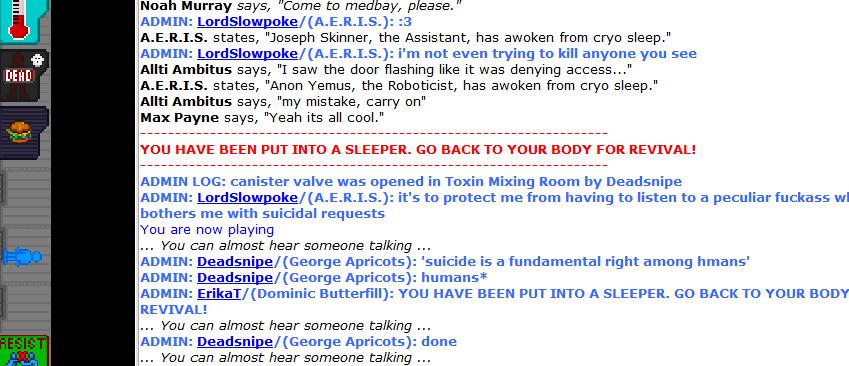 Noah Murray says, "Come to medbay, please."
ADMIN: LordSlowpoke/(A.E.R.I.S.): :3
A.E.R.I.S. states, "Joseph Skinner, the Assistant, has awoken from cryo sleep."
ADMIN: LordSlowpoke/(A.E.R.I.S.): i'm not even trying to kill anyone you see
DEAD
Allti Ambitus says, "I saw the door flashing like it was denying access..."
A.E.R.I.S. states, "Anon Yemus, the Roboticist, has awoken from cryo sleep."
Allti Ambitus says, "my mistake, carry on"
Max Payne says, "Yeah its all cool."
-------------------------------------------------------------------
YOU HAVE BEEN PUT INTO A SLEEPER. GO BACK TO YOUR BODY FOR REVIVAL!
-------------------------------------------------------------------
ADMIN LOG: canister valve was opened in Toxin Mixing Room by Deadsnipe
ADMIN: LordSlowpoke/(A.E.R.I.S.): it's to protect me from having to listen to a peculiar fuckass
bothers me with suicidal requests
You are now playing
... You can almost hear someone talking ...
ADMIN: Deadsnipe/(George Apricots): 'suicide is a fundamental right among hmans'
ADMIN: Deadsnipe/(George Apricots): humans*
ADMIN: ErikaT/(Dominic Butterfill): YOU HAVE BEEN PUT INTO A SLEEPER. GO BACK TO YOUR BODY
REVIVAL!
... You can almost hear someone talking ...
ADMIN: Deadsnipe/(George Apricots): done
RESIST
... You can almost hear someone talking ...